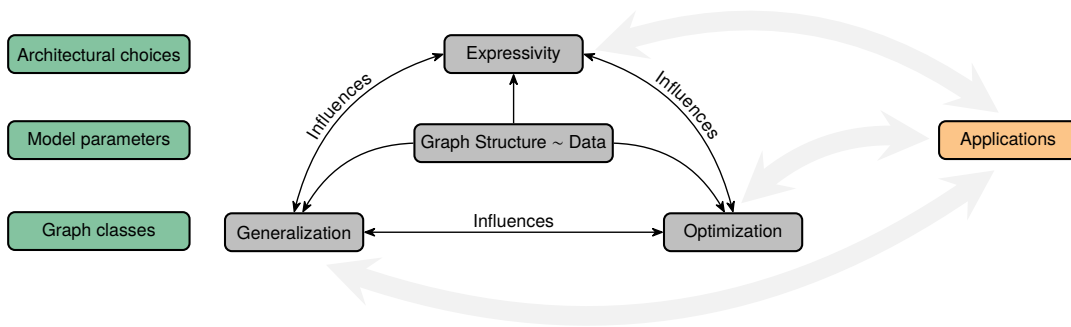 Architectural choices
Expressivity
Influences
Influences
Model parameters
Graph Structure ~ Data
Applications
Graph classes
Generalization
Influences
Optimization